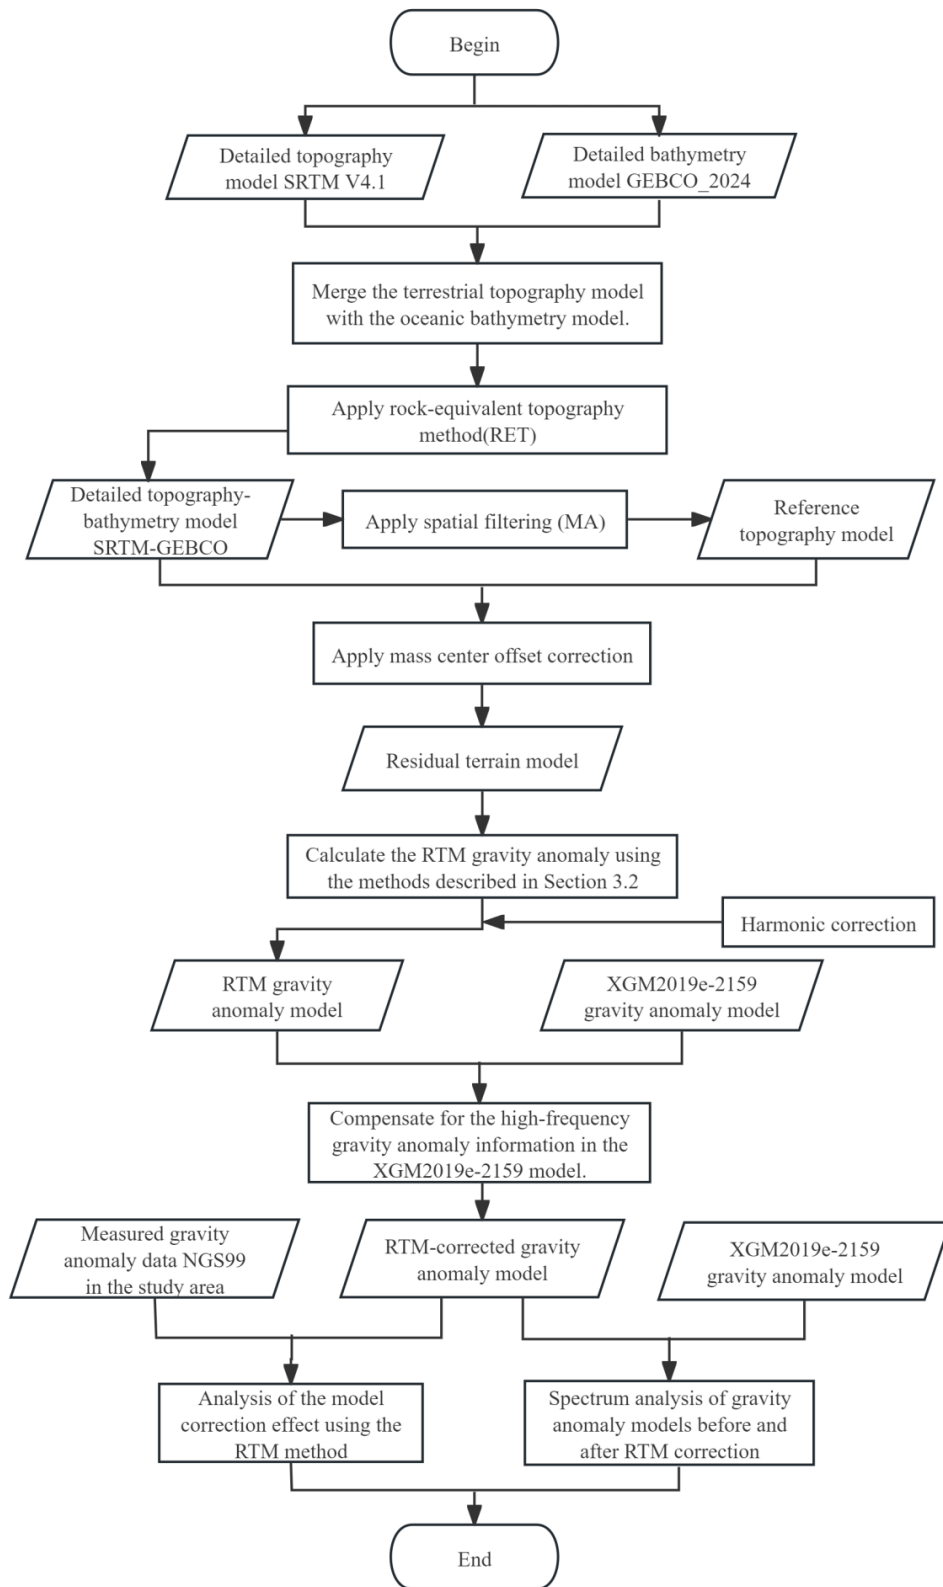 Begin
Detailed topography
model SRTM V4.1
Detailed bathymetry
model GEBCO_2024
Merge the terrestrial topography model
with the oceanic bathymetry model.
Apply rock-equivalent topography
method(RET)
Detailed topography-
bathymetry model
SRTM-GEBCO
Apply spatial filtering (MA)
Reference
topography model
Apply mass center offset correction
Residual terrain model
Calculate the RTM gravity anomaly using
the methods described in Section 3.2
Harmonic correction
RTM gravity
anomaly model
XGM2019e-2159
gravity anomaly model
Compensate for the high-frequency
gravity anomaly information in the
XGM2019e-2159 model.
Measured gravity
anomaly data NGS99
in the study area
RTM-corrected gravity
anomaly model
XGM2019e-2159
gravity anomaly model
Analysis of the model
correction effect using the
RTM method
Spectrum analysis of gravity
anomaly models before and
after RTM correction
End